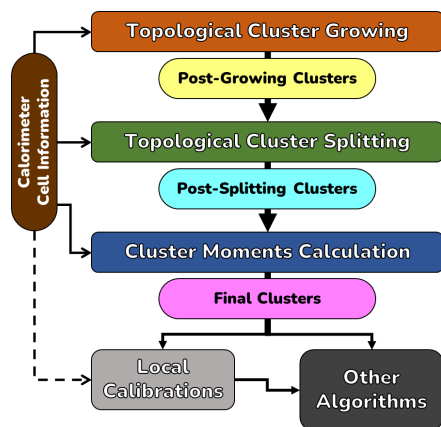 Topological Cluster Growing
Post-Growing Clusters
Calorimeter
Cell Information
Topological Cluster Splitting
Post-Splitting Clusters
Cluster Moments Calculation
Final Clusters
Local
Calibrations
Other
Algorithms